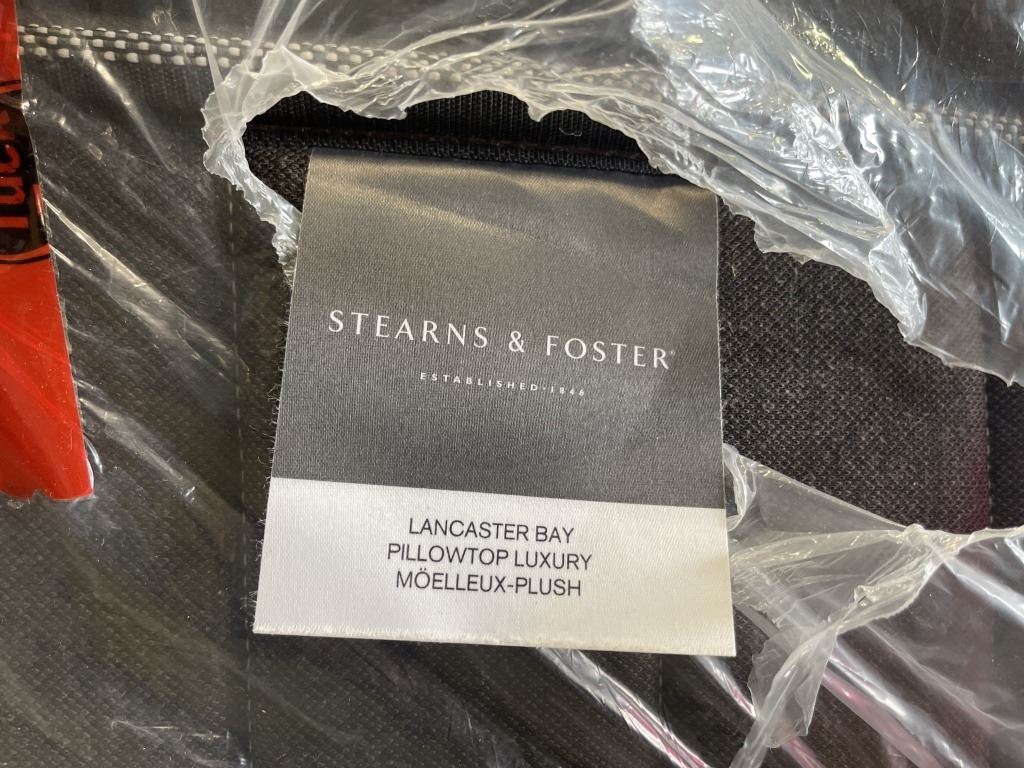 STEARNS & FOSTER®
ESTABLISHED·1846
LANCASTER BAY
PILLOWTOP LUXURY
MÖELLEUX-PLUSH